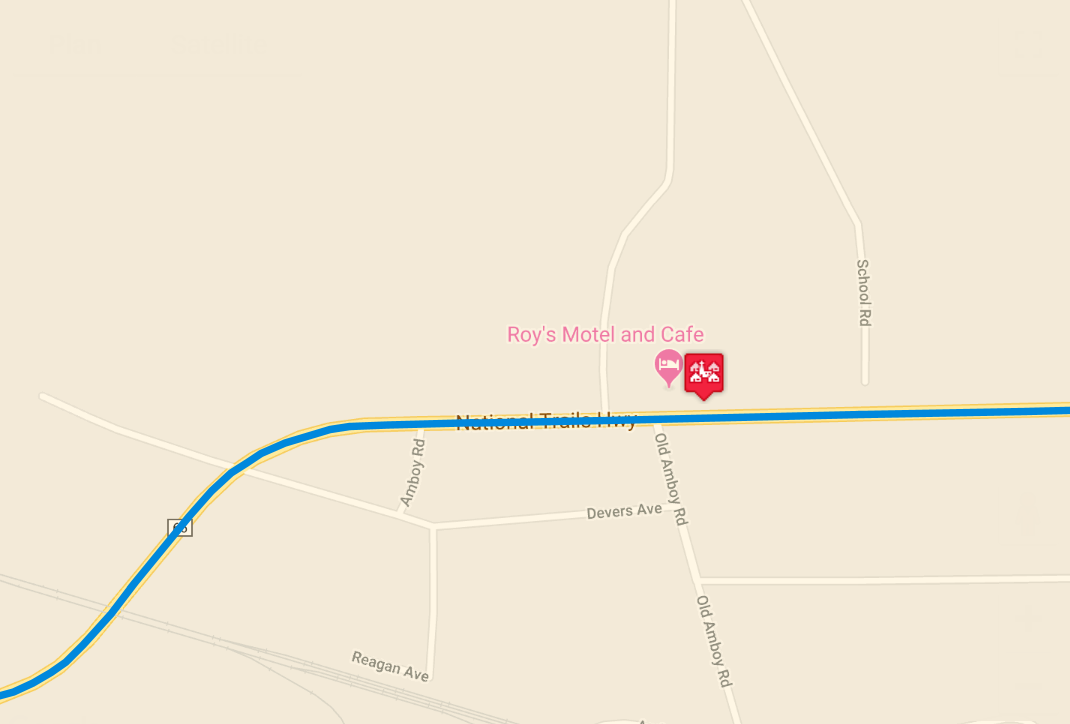 School Rd
Roy's Motel and Cafe
National Trails Hwy
Amboy Rd
Old Amboy Rd
Devers Ave
66
Old Amboy Rd
Reagan Ave